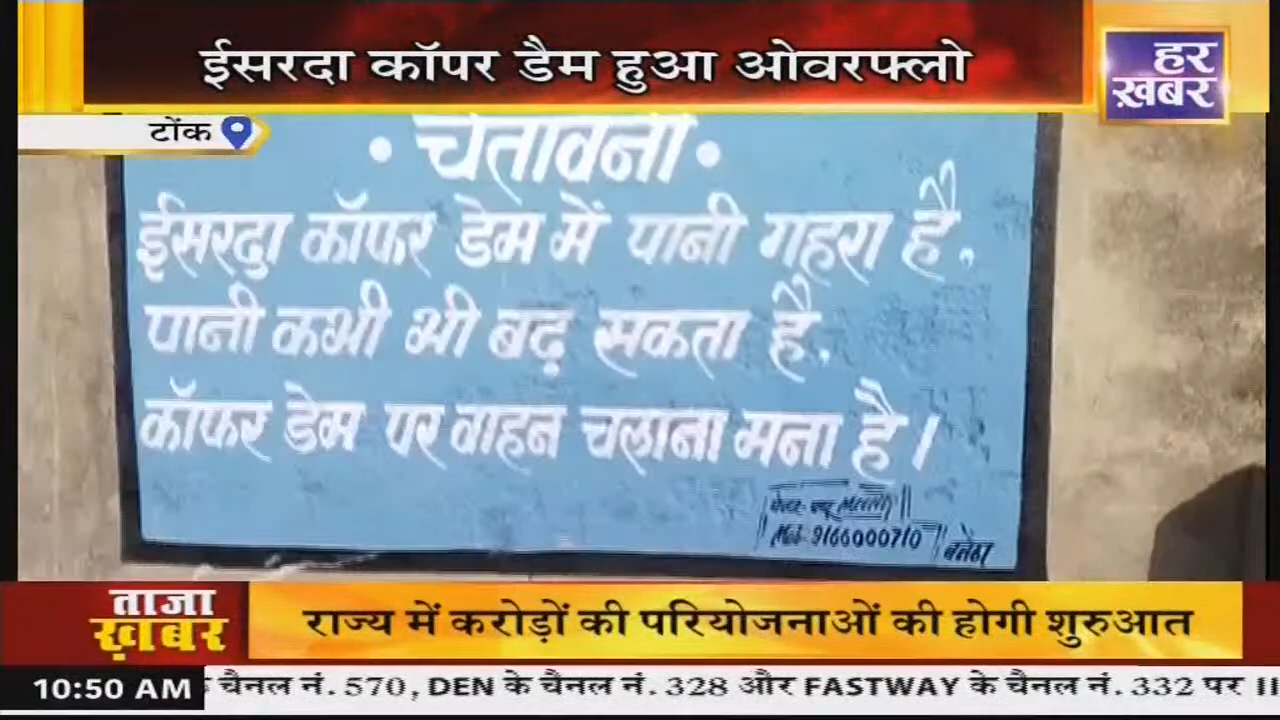 ईसरदा कॉपर डैम हुआ ओवरफ्लो
हर
ख़बर
टोंक
• चेतावनी •
ईसरदा कॉफर डेम में पानी गहरा है,
पानी कभी भी बढ़ सकता है,
कॉफर डेम पर वाहन चलाना मना है।
Mob- 9166000710
ताजा
ख़बर
राज्य में करोड़ों की परियोजनाओं की होगी शुरुआत
10:50 AM
चैनल नं. 570, DEN के चैनल नं. 328 और FASTWAY के चैनल नं. 332 पर